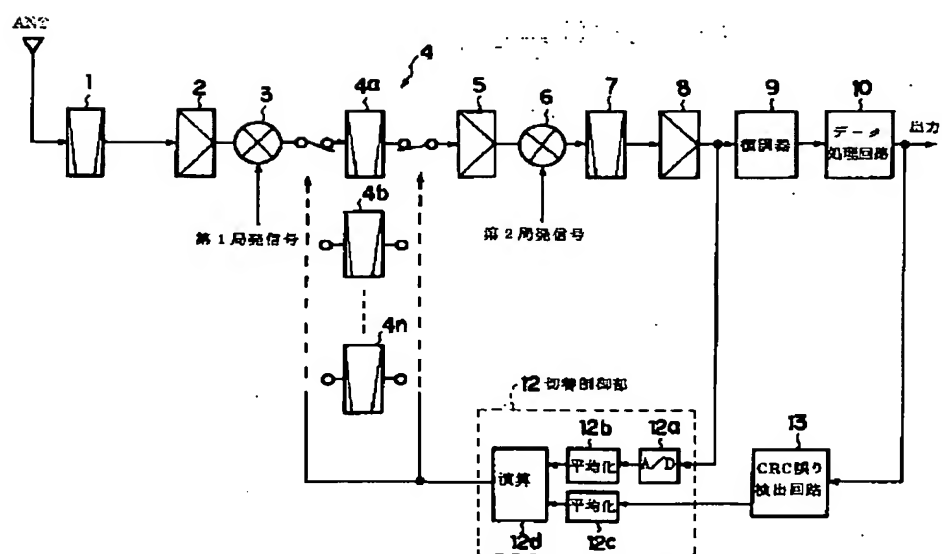 ANT
1
2
3
4a
4
5
6
7
8
9
10
復調器
データ
処理回路
出力
第1局発信号
4b
第2局発信号
4n
12 切替制御部
12b
12a
平均化
A/D
演算
平均化
12d
12c
13
CRC誤り
検出回路